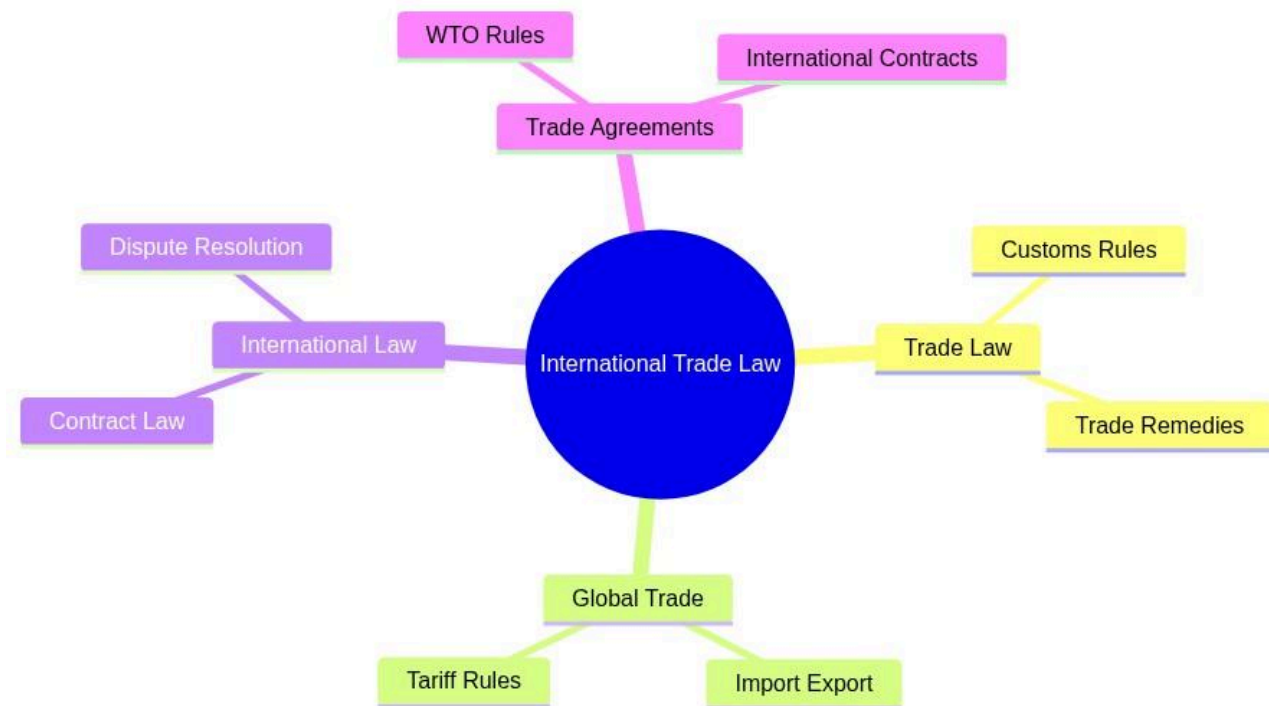 WTO Rules
International Contracts
Trade Agreements
Dispute Resolution
Customs Rules
International Law
Trade Law
International Trade Law
Contract Law
Trade Remedies
Global Trade
Tariff Rules
Import Export